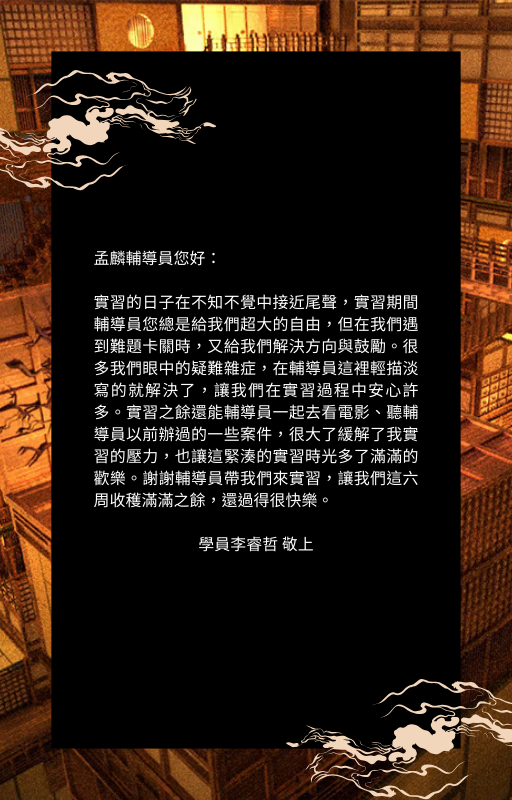 孟麟輔導員您好：
實習的日子在不知不覺中接近尾聲，實習期間
輔導員您總是給我們超大的自由，但在我們遇
到難題卡關時，又給我們解決方向與鼓勵。很
多我們眼中的疑難雜症，在輔導員這裡輕描淡
寫的就解決了，讓我們在實習過程中安心許
多。實習之餘還能輔導員一起去看電影、聽輔
導員以前辦過的一些案件，很大了緩解了我實
習的壓力，也讓這緊湊的實習時光多了滿滿的
歡樂。謝謝輔導員帶我們來實習，讓我們這六
周收穫滿滿之餘，還過得很快樂。
學員李睿哲 敬上